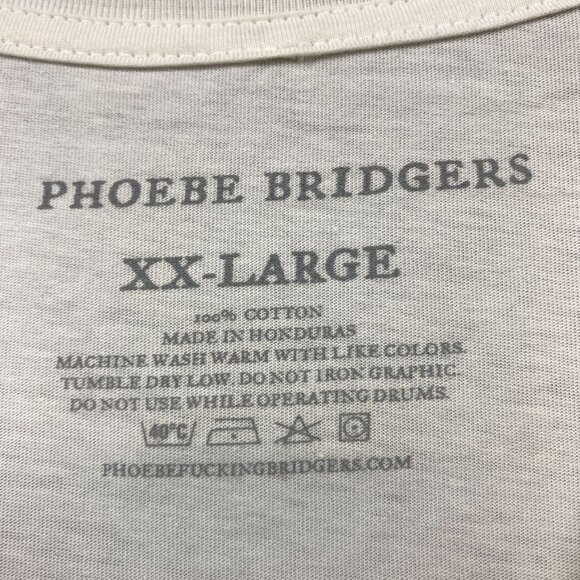 PHOEBE BRIDGERS
XX-LARGE
100% COTTON
MADE IN HONDURAS
MACHINE WASH WARM WITH LIKE COLORS.
TUMBLE DRY LOW. DO NOT IRON GRAPHIC.
DO NOT USE WHILE OPERATING DRUMS.
40°C
PHOEBEFUCKINGBRIDGERS.COM